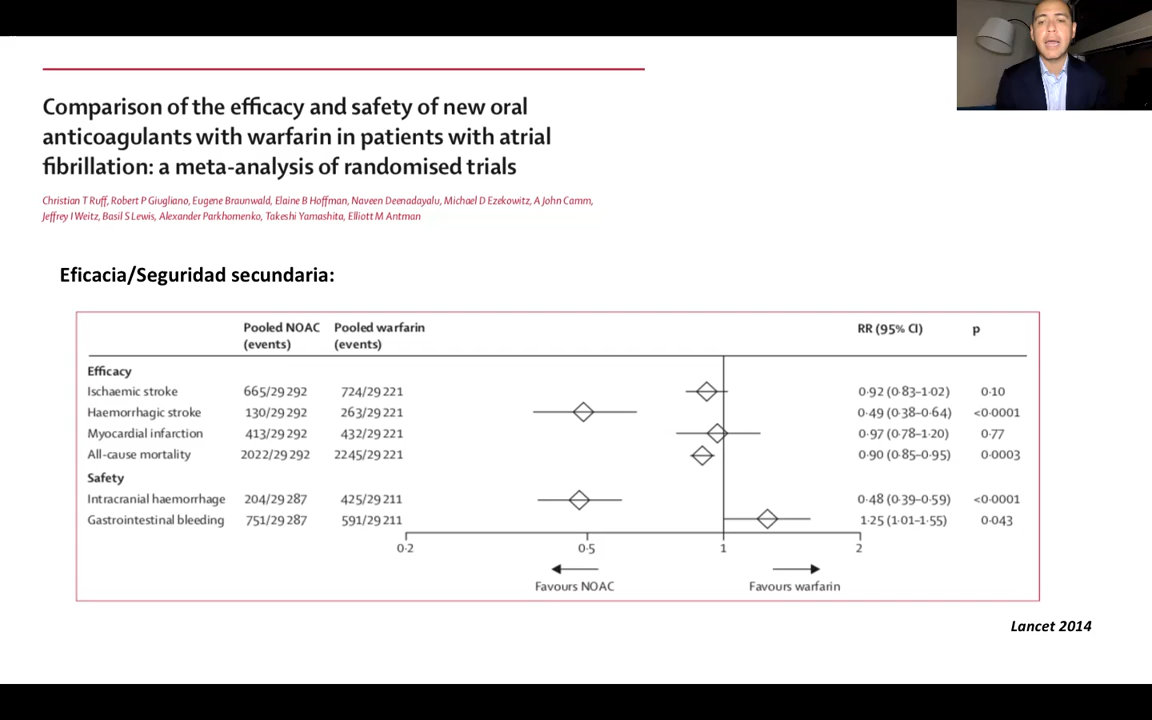 Comparison of the efficacy and safety of new oral
anticoagulants with warfarin in patients with atrial
fibrillation: a meta-analysis of randomised trials
Christian T Ruff, Robert P Giugliano, Eugene Braunwald, Elaine B Hoffman, Naveen Deenadayalu, Michael D Ezekowitz, A John Camm,
Jeffrey I Weitz, Basil S Lewis, Alexander Parkhomenko, Takeshi Yamashita, Elliott M Antman
Eficacia/Seguridad secundaria:
Pooled NOAC Pooled warfarin RR (95% CI) p
(events) (events)
Efficacy
Ischaemic stroke 665/29 292 724/29 221 0·92 (0·83–1·02) 0·10
Haemorrhagic stroke 130/29 292 263/29 221 0·49 (0·38–0·64) <0·0001
Myocardial infarction 413/29 292 432/29 221 0·97 (0·78–1·20) 0·77
All-cause mortality 2022/29 292 2245/29 221 0·90 (0·85–0·95) 0·0003
Safety
Intracranial haemorrhage 204/29 287 425/29 211 0·48 (0·39–0·59) <0·0001
Gastrointestinal bleeding 751/29 287 591/29 211 1·25 (1·01–1·55) 0·043
0·2 0·5 1 2
Favours NOAC Favours warfarin
Lancet 2014